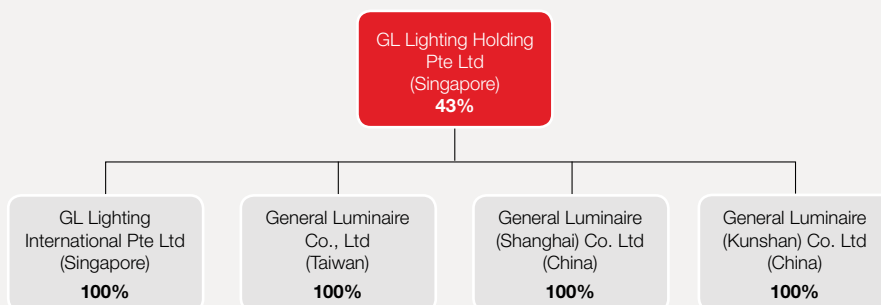 GL Lighting Holding
Pte Ltd
(Singapore)
43%
GL Lighting
International Pte Ltd
(Singapore)
100%
General Luminaire
Co., Ltd
(Taiwan)
100%
General Luminaire
(Shanghai) Co. Ltd
(China)
100%
General Luminaire
(Kunshan) Co. Ltd
(China)
100%